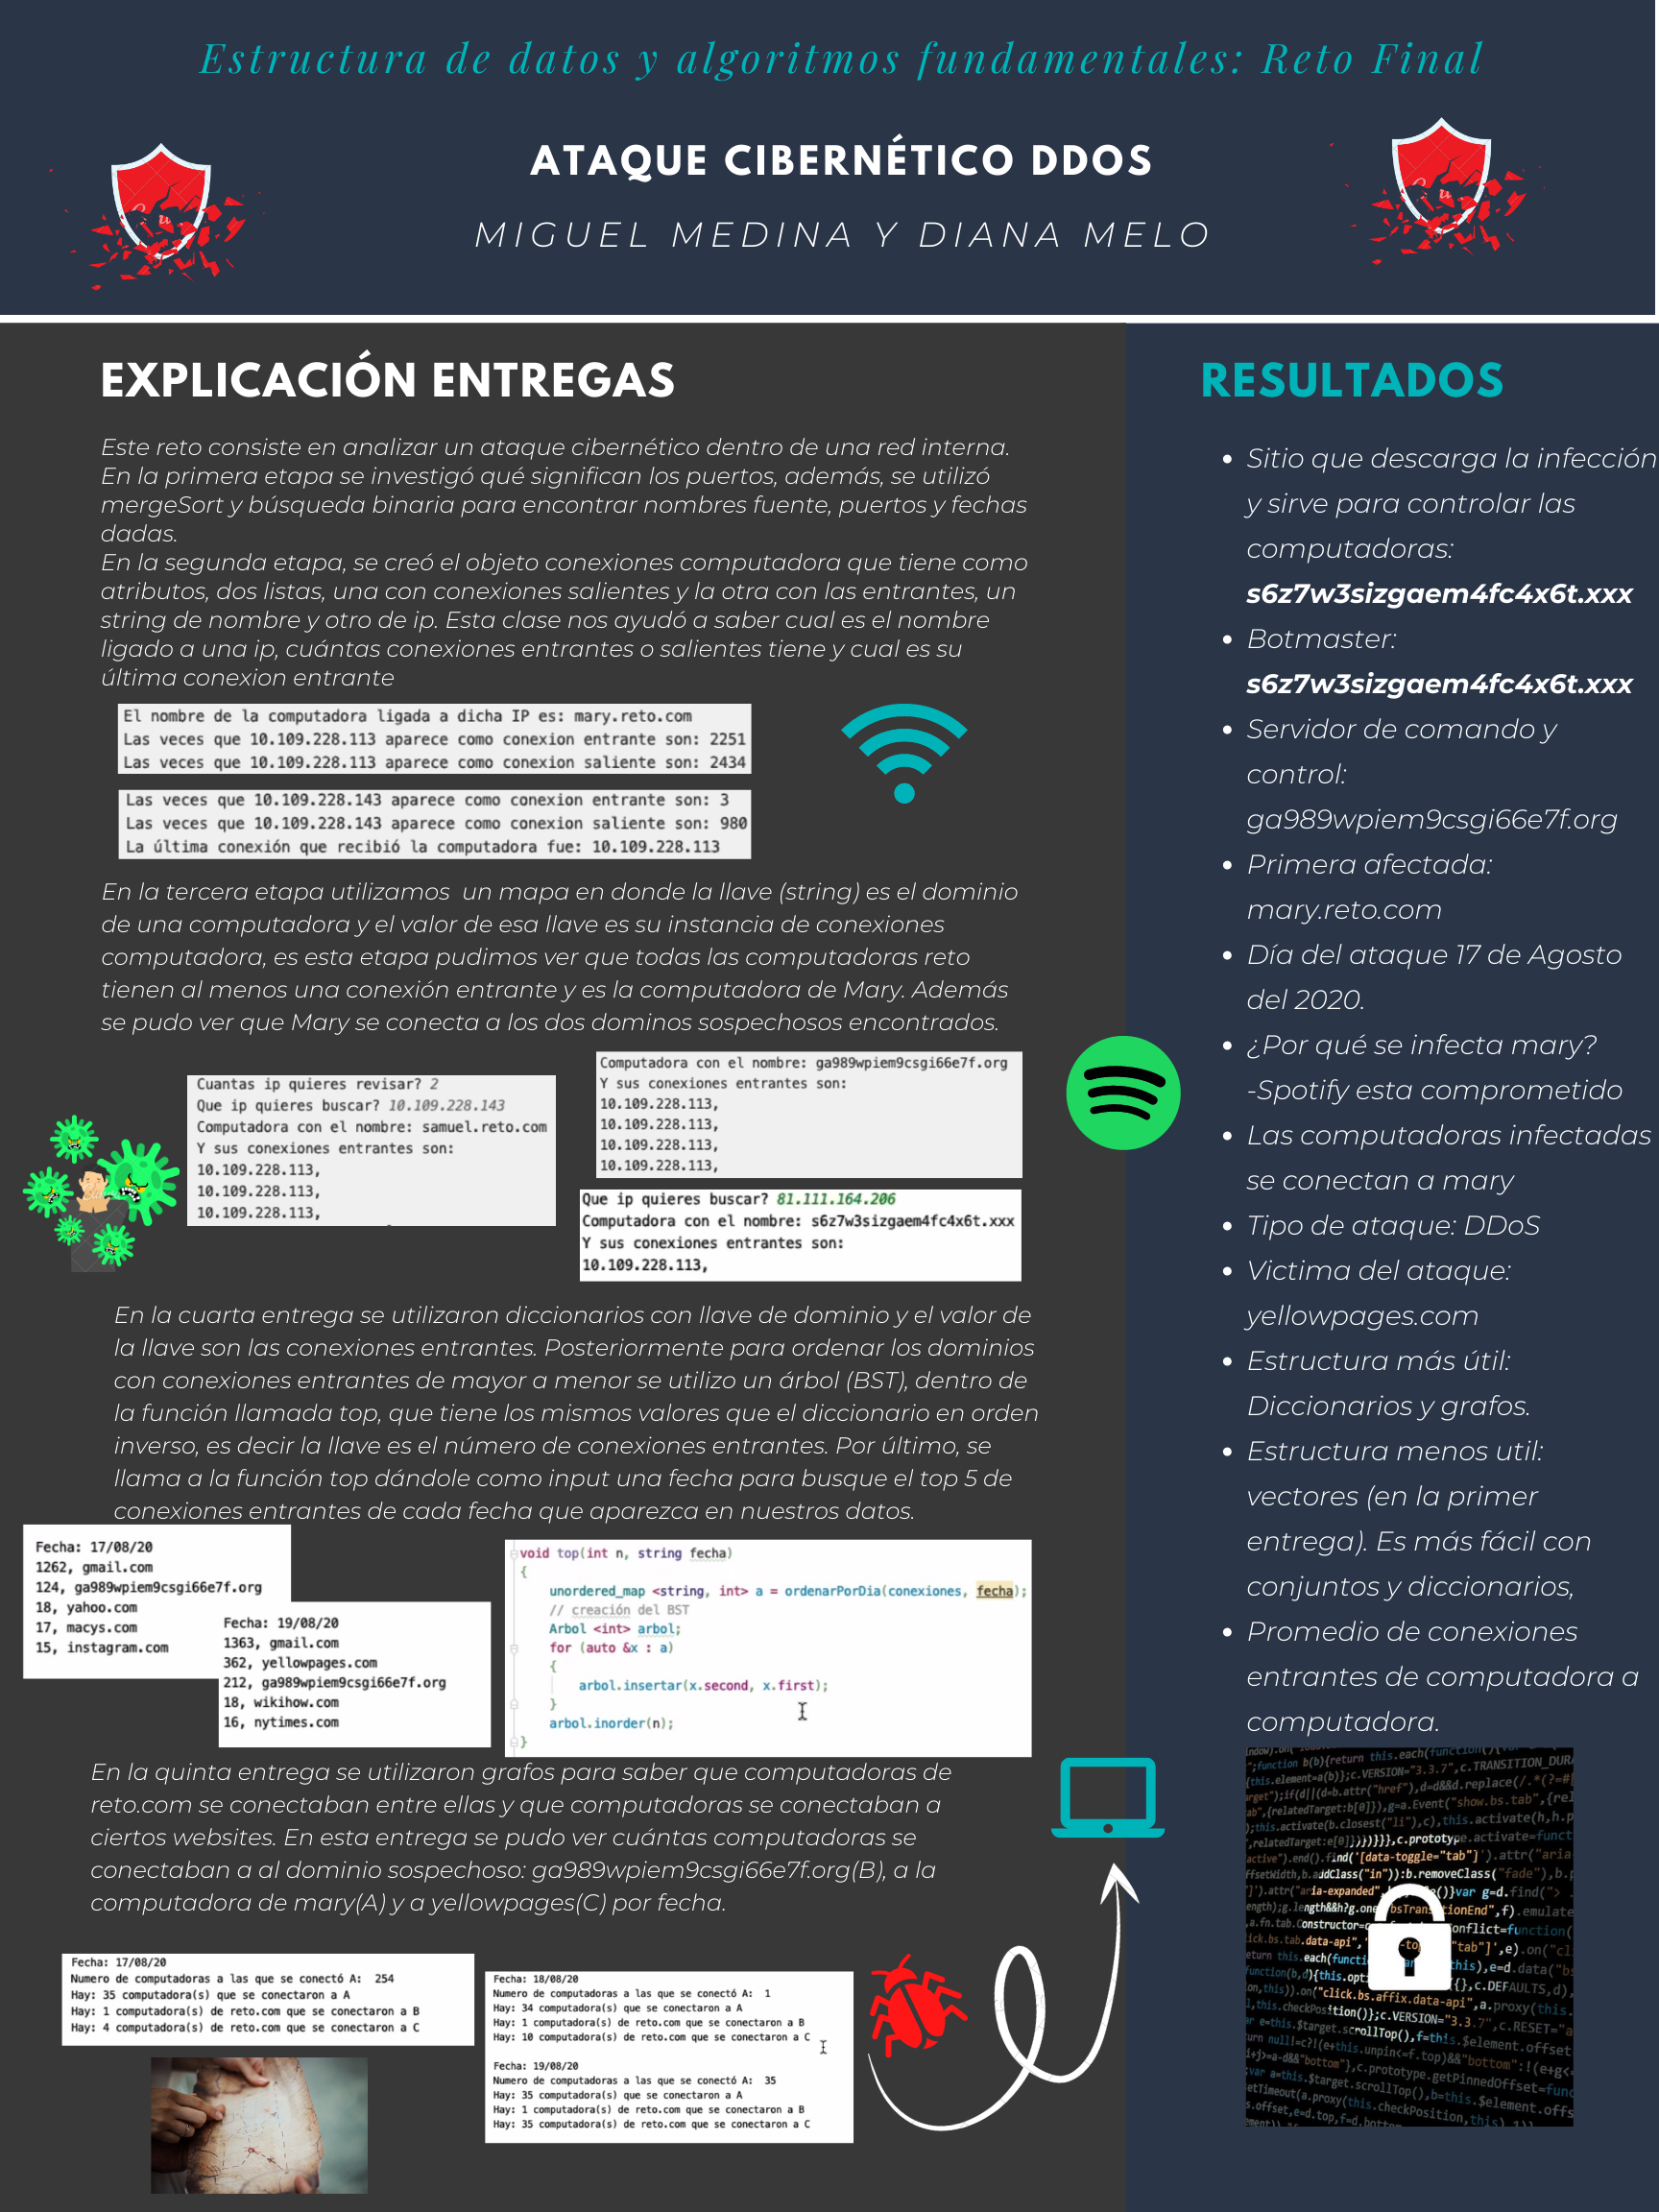 Estructura de datos y algoritmos fundamentales: Reto Final
ATAQUE CIBERNÉTICO DDOS
MIGUEL MEDINA Y DIANA MELO
EXPLICACIÓN ENTREGAS
Este reto consiste en analizar un ataque cibernético dentro de una red interna.
En la primera etapa se investigó qué significan los puertos, además, se utilizó
mergeSort y búsqueda binaria para encontrar nombres fuente, puertos y fechas
dadas.
En la segunda etapa, se creó el objeto conexiones computadora que tiene como
atributos, dos listas, una con conexiones salientes y la otra con las entrantes, un
string de nombre y otro de ip. Esta clase nos ayudó a saber cual es el nombre
ligado a una ip, cuántas conexiones entrantes o salientes tiene y cual es su
última conexion entrante
El nombre de la computadora ligada a dicha IP es: mary.reto.com
Las veces que 10.109.228.113 aparece como conexion entrante son: 2251
Las veces que 10.109.228.113 aparece como conexion saliente son: 2434
Las veces que 10.109.228.143 aparece como conexion entrante son: 3
Las veces que 10.109.228.143 aparece como conexion saliente son: 980
La última conexión que recibió la computadora fue: 10.109.228.113
En la tercera etapa utilizamos un mapa en donde la llave (string) es el dominio
de una computadora y el valor de esa llave es su instancia de conexiones
computadora, es esta etapa pudimos ver que todas las computadoras reto
tienen al menos una conexión entrante y es la computadora de Mary. Además
se pudo ver que Mary se conecta a los dos dominos sospechosos encontrados.
Cuantas ip quieres revisar? 2
Que ip quieres buscar? 10.109.228.143
Computadora con el nombre: samuel.reto.com
Y sus conexiones entrantes son:
10.109.228.113,
10.109.228.113,
10.109.228.113,
Computadora con el nombre: ga989wpiem9csgi66e7f.org
Y sus conexiones entrantes son:
10.109.228.113,
10.109.228.113,
10.109.228.113,
10.109.228.113,
Que ip quieres buscar? 81.111.164.206
Computadora con el nombre: s6z7w3sizgaem4fc4x6t.xxx
Y sus conexiones entrantes son:
10.109.228.113,
En la cuarta entrega se utilizaron diccionarios con llave de dominio y el valor de
la llave son las conexiones entrantes. Posteriormente para ordenar los dominios
con conexiones entrantes de mayor a menor se utilizo un árbol (BST), dentro de
la función llamada top, que tiene los mismos valores que el diccionario en orden
inverso, es decir la llave es el número de conexiones entrantes. Por último, se
llama a la función top dándole como input una fecha para busque el top 5 de
conexiones entrantes de cada fecha que aparezca en nuestros datos.
Fecha: 17/08/20
1262, gmail.com
124, ga989wpiem9csgi66e7f.org
18, yahoo.com
17, macys.com
15, instagram.com
Fecha: 19/08/20
1363, gmail.com
362, yellowpages.com
212, ga989wpiem9csgi66e7f.org
18, wikihow.com
16, nytimes.com
void top(int n, string fecha)
{
unordered_map <string, int> a = ordenarPorDia(conexiones, fecha);
// creación del BST
Arbol <int> arbol;
for (auto &x : a)
{
arbol.insertar(x.second, x.first);
}
arbol.inorder(n);
}
En la quinta entrega se utilizaron grafos para saber que computadoras de
reto.com se conectaban entre ellas y que computadoras se conectaban a
ciertos websites. En esta entrega se pudo ver cuántas computadoras se
conectaban a al dominio sospechoso: ga989wpiem9csgi66e7f.org(B), a la
computadora de mary(A) y a yellowpages(C) por fecha.
Fecha: 17/08/20
Numero de computadoras a las que se conectó A: 254
Hay: 35 computadora(s) que se conectaron a A
Hay: 1 computadora(s) de reto.com que se conectaron a B
Hay: 4 computadora(s) de reto.com que se conectaron a C
Fecha: 18/08/20
Numero de computadoras a las que se conectó A: 1
Hay: 34 computadora(s) que se conectaron a A
Hay: 1 computadora(s) de reto.com que se conectaron a B
Hay: 10 computadora(s) de reto.com que se conectaron a C
Fecha: 19/08/20
Numero de computadoras a las que se conectó A: 35
Hay: 35 computadora(s) que se conectaron a A
Hay: 1 computadora(s) de reto.com que se conectaron a B
Hay: 35 computadora(s) de reto.com que se conectaron a C
RESULTADOS
• Sitio que descarga la infección
y sirve para controlar las
computadoras:
s6z7w3sizgaem4fc4x6t.xxx
• Botmaster:
s6z7w3sizgaem4fc4x6t.xxx
• Servidor de comando y
control:
ga989wpiem9csgi66e7f.org
• Primera afectada:
mary.reto.com
• Día del ataque 17 de Agosto
del 2020.
• ¿Por qué se infecta mary?
-Spotify esta comprometido
• Las computadoras infectadas
se conectan a mary
• Tipo de ataque: DDoS
• Victima del ataque:
yellowpages.com
• Estructura más útil:
Diccionarios y grafos.
• Estructura menos util:
vectores (en la primer
entrega). Es más fácil con
conjuntos y diccionarios,
• Promedio de conexiones
entrantes de computadora a
computadora.